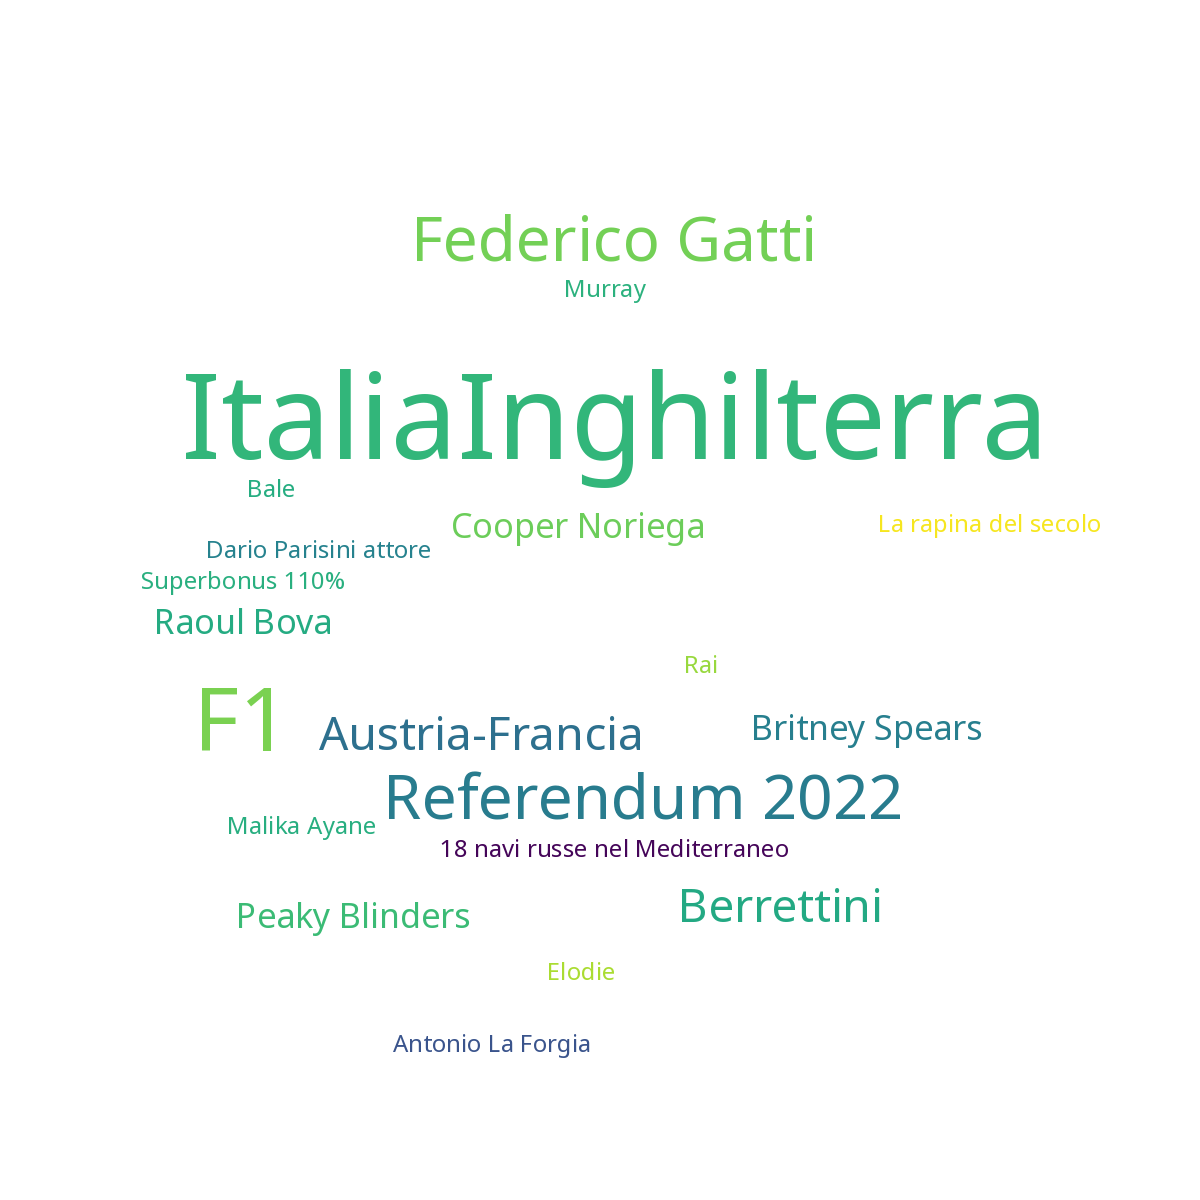 Federico Gatti
Murray
ItaliaInghilterra
Bale
Cooper Noriega
La rapina del secolo
Dario Parisini attore
Superbonus 110%
Raoul Bova
Rai
F1
Austria-Francia
Britney Spears
Referendum 2022
Malika Ayane
18 navi russe nel Mediterraneo
Berrettini
Peaky Blinders
Elodie
Antonio La Forgia